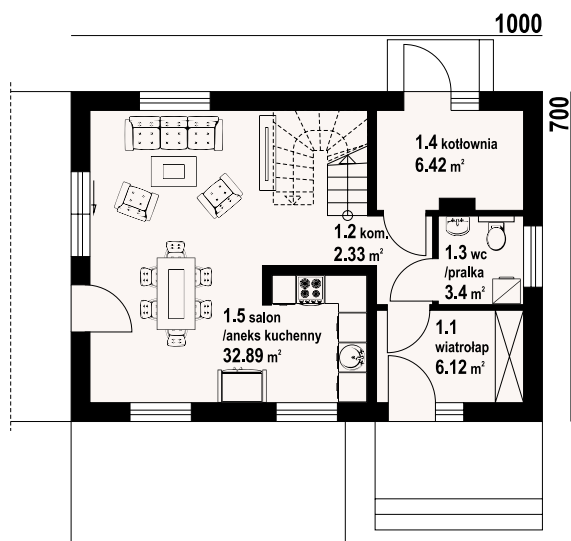 1000
700
1.4 kotłownia
6.42 m²
1.2 kom.
2.33 m²
1.3 wc
/pralka
3.4 m²
1.5 salon
/aneks kuchenny
32.89 m²
1.1
wiatrołap
6.12 m²